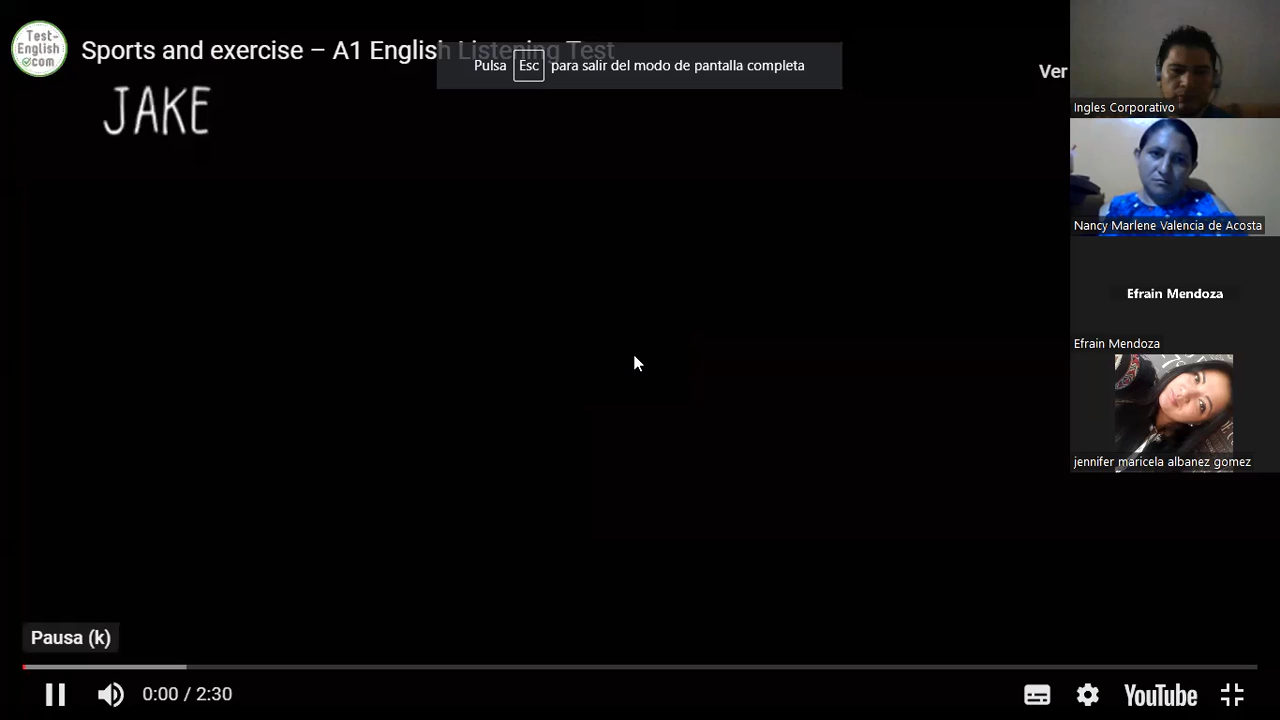 Test-
English
.com
Sports and exercise – A1 English Listening Test
Pulsa Esc para salir del modo de pantalla completa
Ver
JAKE
Ingles Corporativo
Nancy Marlene Valencia de Acosta
Efrain Mendoza
Efrain Mendoza
jennifer maricela albanez gomez
Pausa (k)
0:00 / 2:30
YouTube